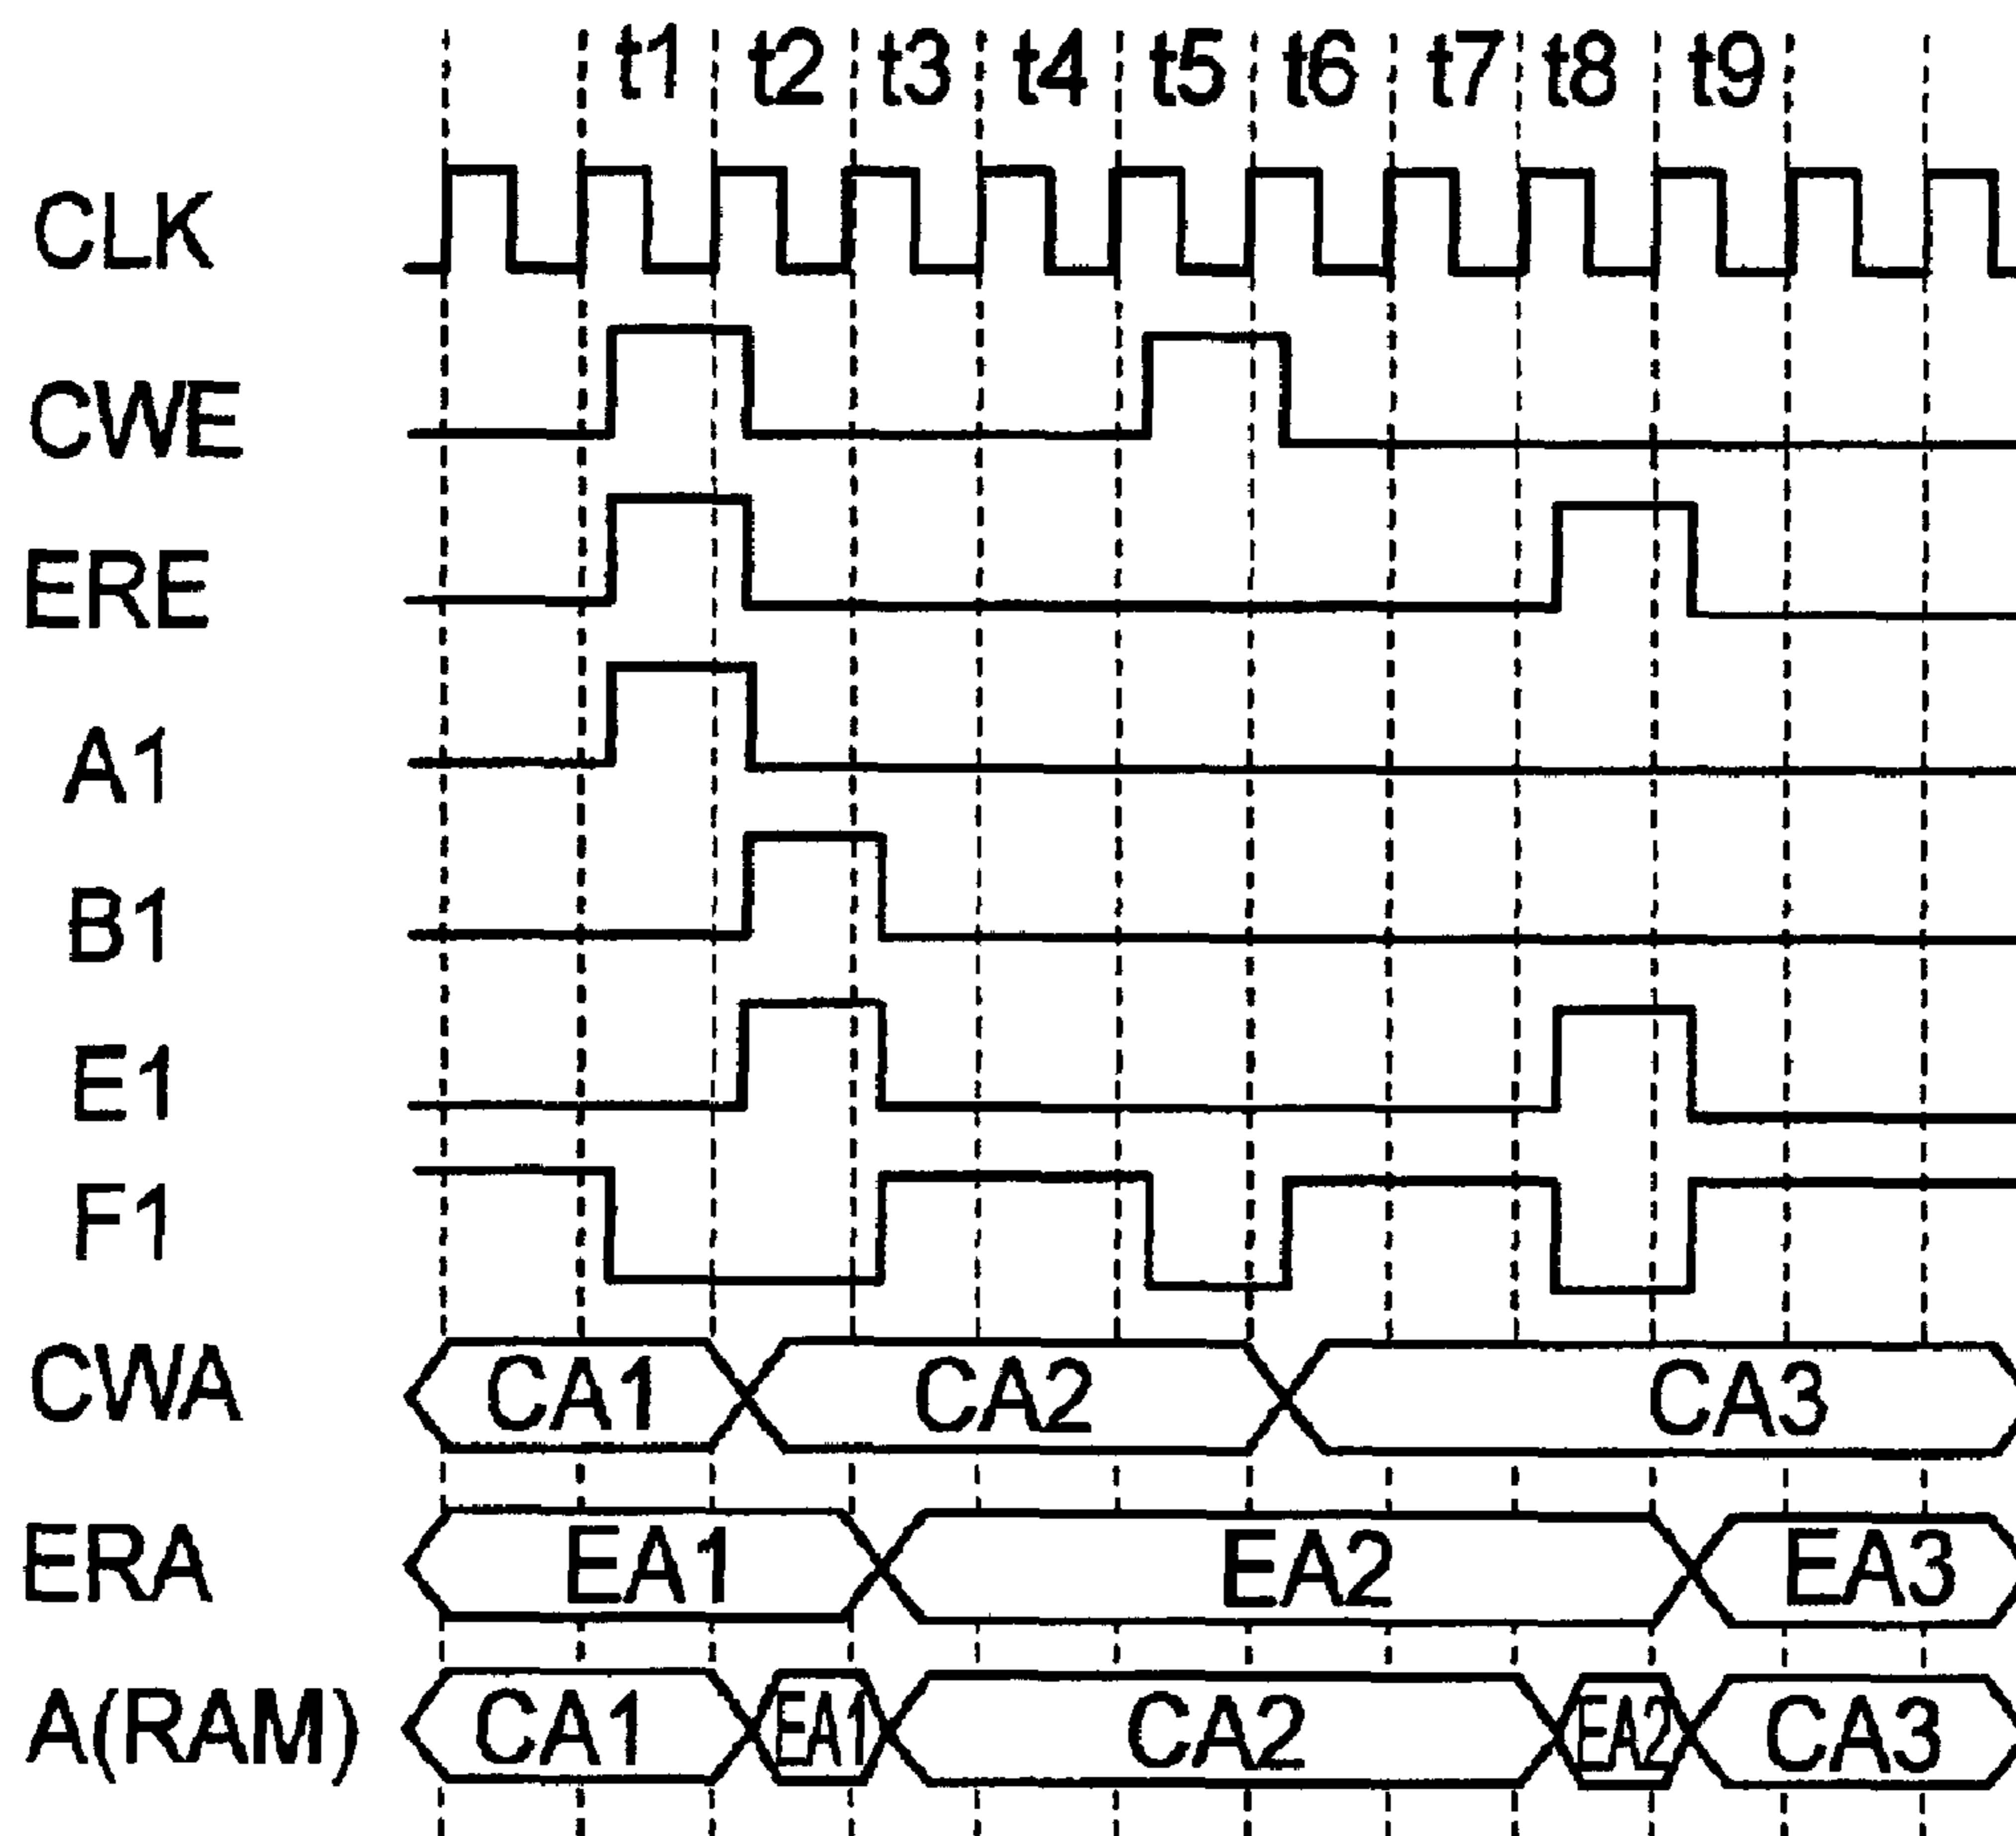 t1 t2 t3 t4 t5 t6 t7 t8 t9
CLK
CWE
ERE
A1
B1
E1
F1
CWA CA1 CA2 CA3
ERA EA1 EA2 EA3
A(RAM) CA1 EA1 CA2 EA2 CA3